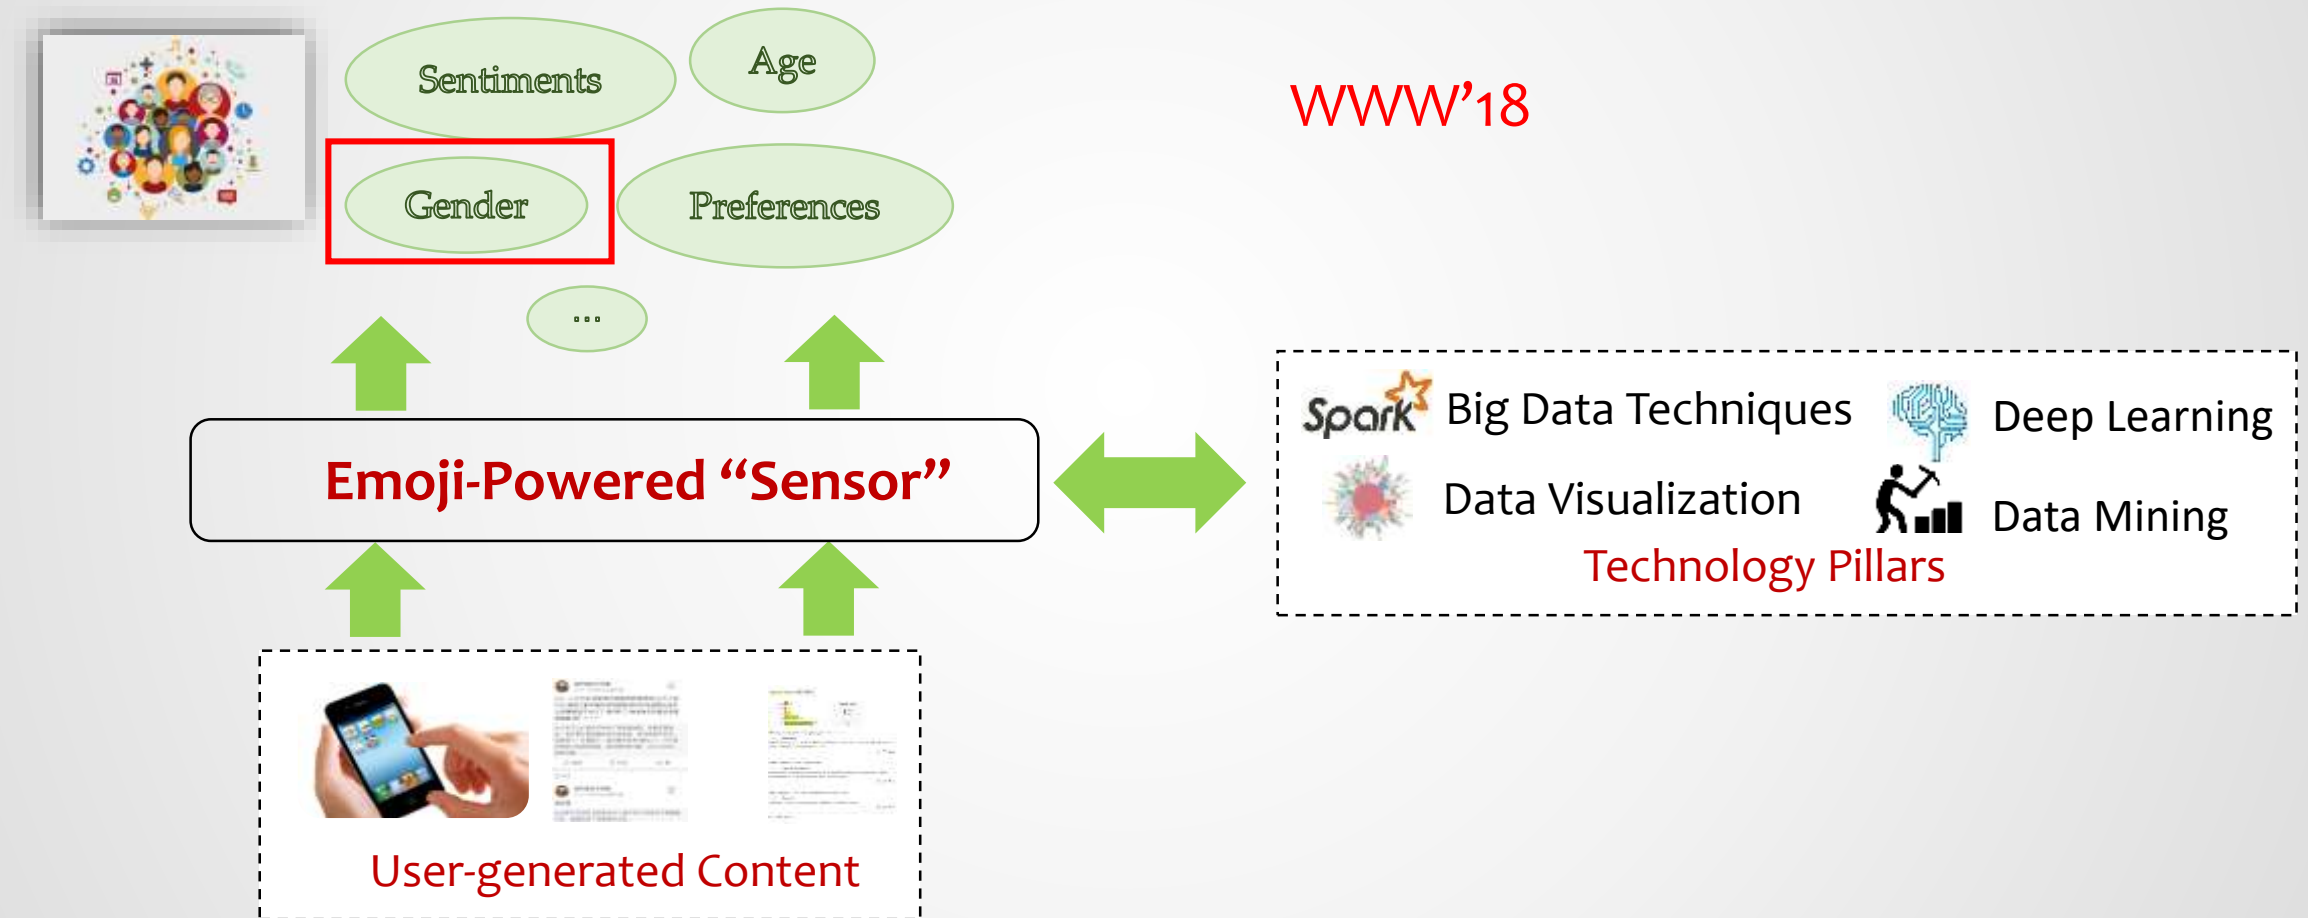 Sentiments
Age
WWW’18
Gender
Preferences
...
Emoji-Powered “Sensor”
Spark Big Data Techniques
Deep Learning
Data Visualization
Data Mining
Technology Pillars
User-generated Content